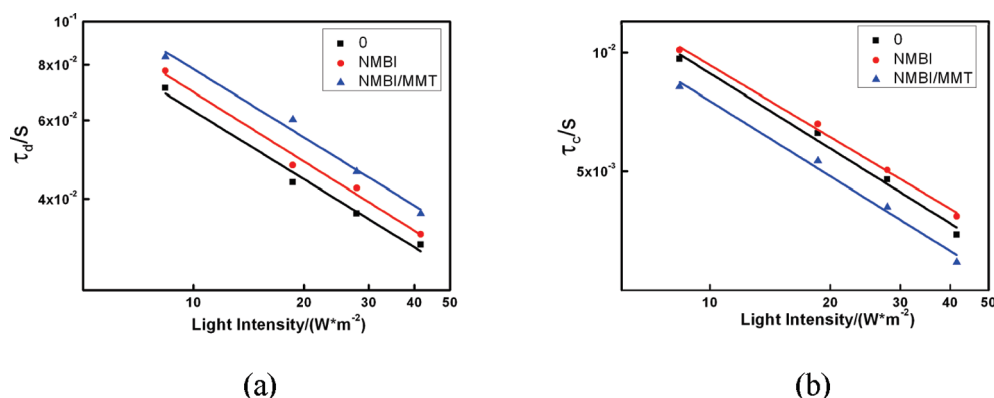 10⁻¹
8x10⁻²
6x10⁻²
4x10⁻²
τd/s
0
NMBI
NMBI/MMT
10
20
30
40
50
Light Intensity/(W*m⁻²)
(a)
10⁻²
5x10⁻³
τc/s
0
NMBI
NMBI/MMT
10
20
30
40
50
Light Intensity/(W*m⁻²)
(b)